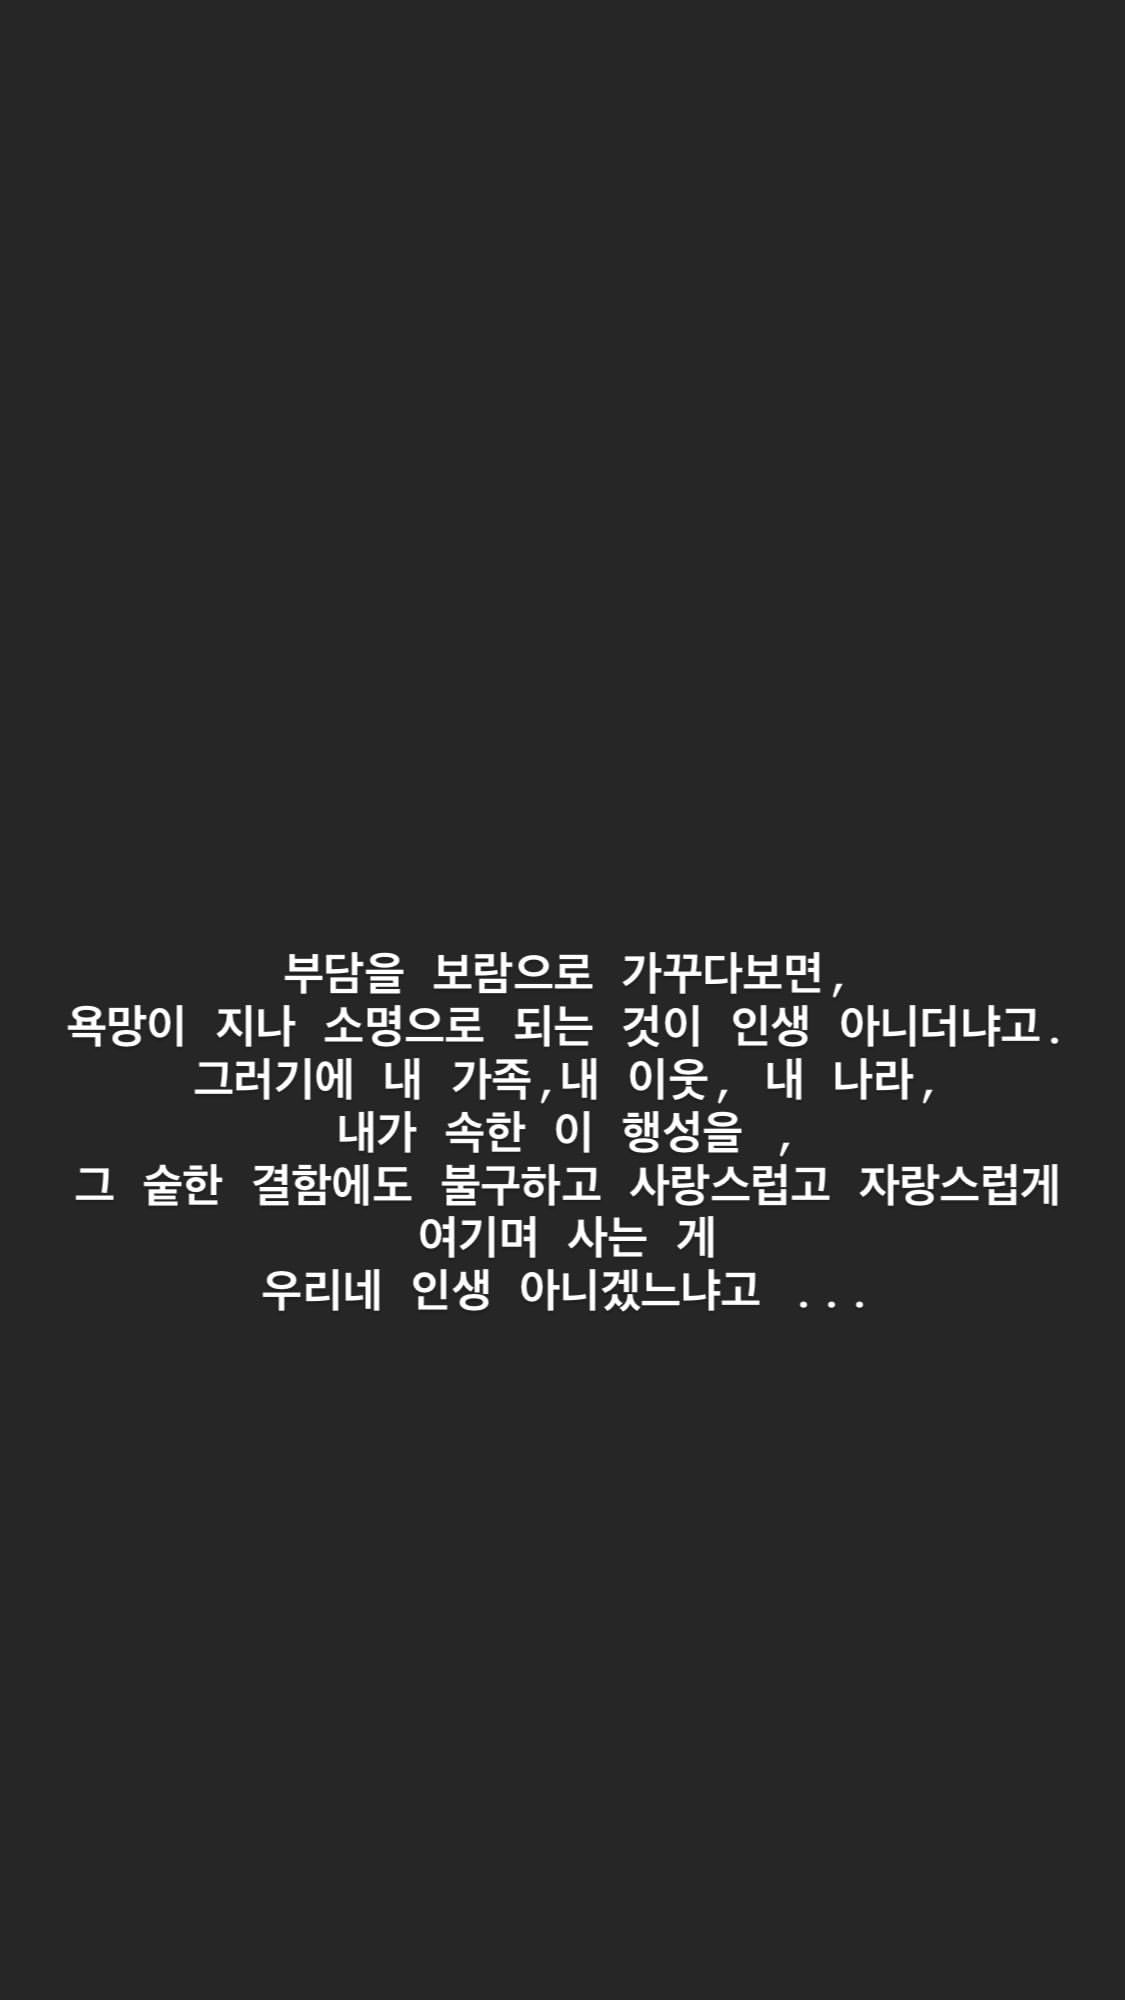 부담을 보람으로 가꾸다보면,
욕망이 지나 소명으로 되는 것이 인생 아니더냐고.
그러기에 내 가족,내 이웃, 내 나라,
내가 속한 이 행성을 ,
그 숱한 결함에도 불구하고 사랑스럽고 자랑스럽게
여기며 사는 게
우리네 인생 아니겠느냐고 ...